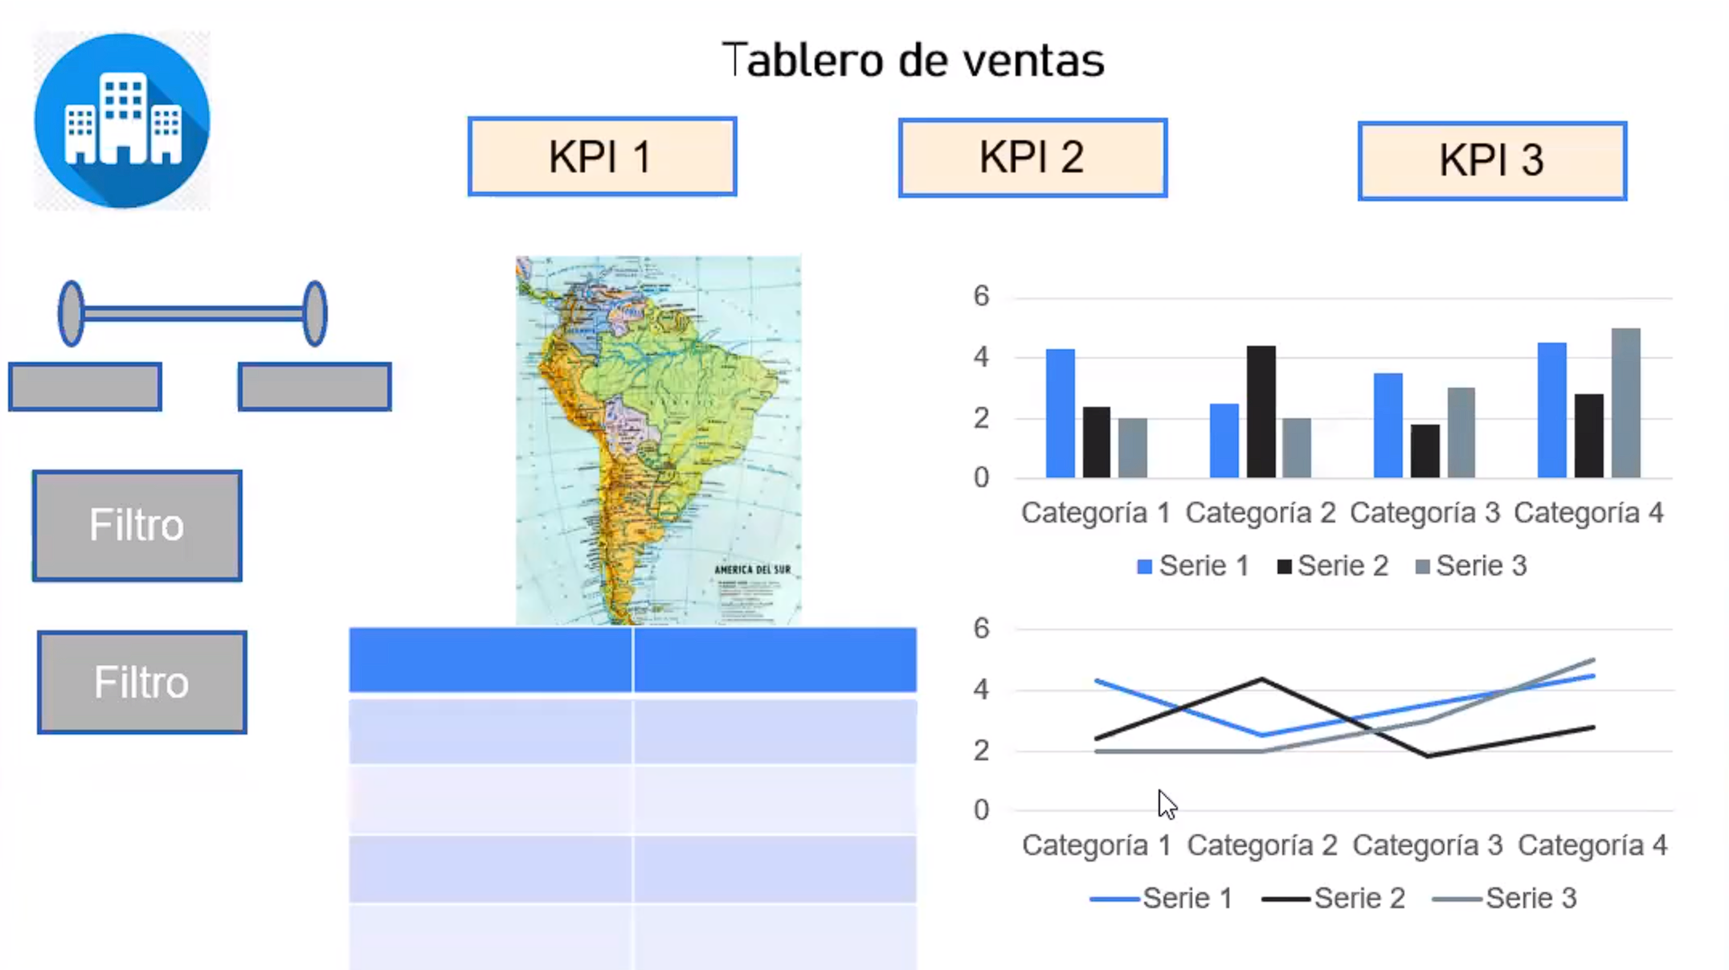 Tablero de ventas
KPI 1
KPI 2
KPI 3
Filtro
Filtro
AMERICA DEL SUR
6
4
2
0
Categoría 1 Categoría 2 Categoría 3 Categoría 4
Serie 1 Serie 2 Serie 3
6
4
2
0
Categoría 1 Categoría 2 Categoría 3 Categoría 4
Serie 1 Serie 2 Serie 3